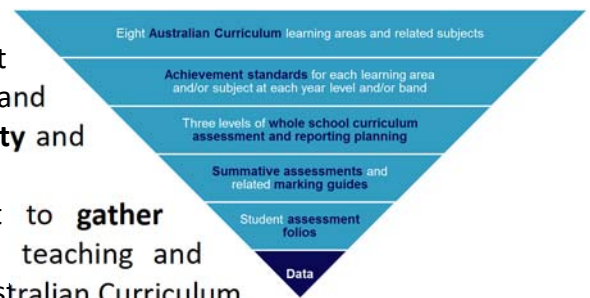 Eight Australian Curriculum learning areas and related subjects
Achievement standards for each learning area
and/or subject at each year level and/or band
Three levels of whole school curriculum
assessment and reporting planning
Summative assessments and
related marking guides
Student assessment
folios
Data
and
ty and
to gather
teaching and
stralian Curriculum